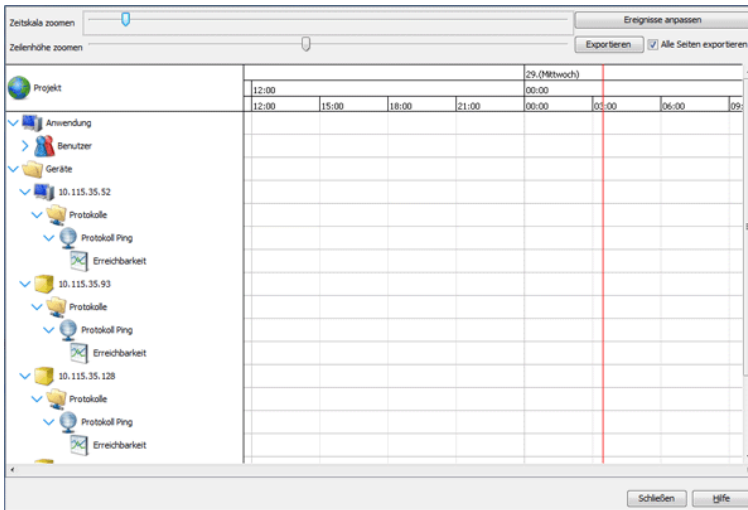 Zeitskala zoomen
Ereignisse anpassen
Zeilenhöhe zoomen
Exportieren
Alle Seiten exportieren
Projekt
29.(Mittwoch)
12:00 00:00
12:00 15:00 18:00 21:00 00:00 03:00 06:00 09:
Anwendung
Benutzer
Geräte
10.115.35.52
Protokolle
Protokoll Ping
Erreichbarkeit
10.115.35.93
Protokolle
Protokoll Ping
Erreichbarkeit
10.115.35.128
Protokolle
Protokoll Ping
Erreichbarkeit
Schließen
Hilfe